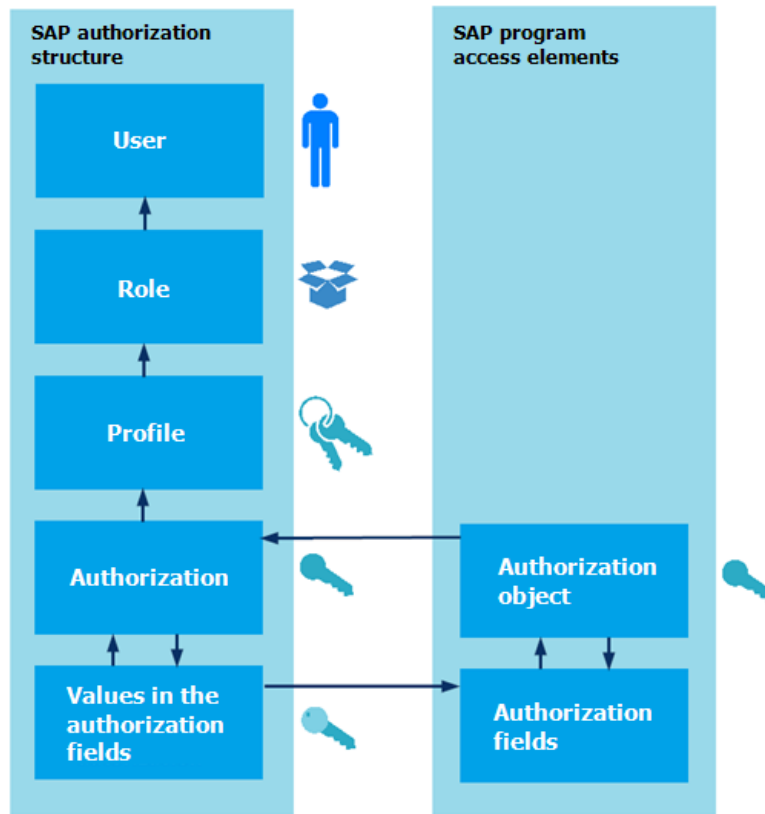 SAP authorization
structure
User
Role
Profile
Authorization
Values in the
authorization
fields
SAP program
access elements
Authorization
object
Authorization
fields